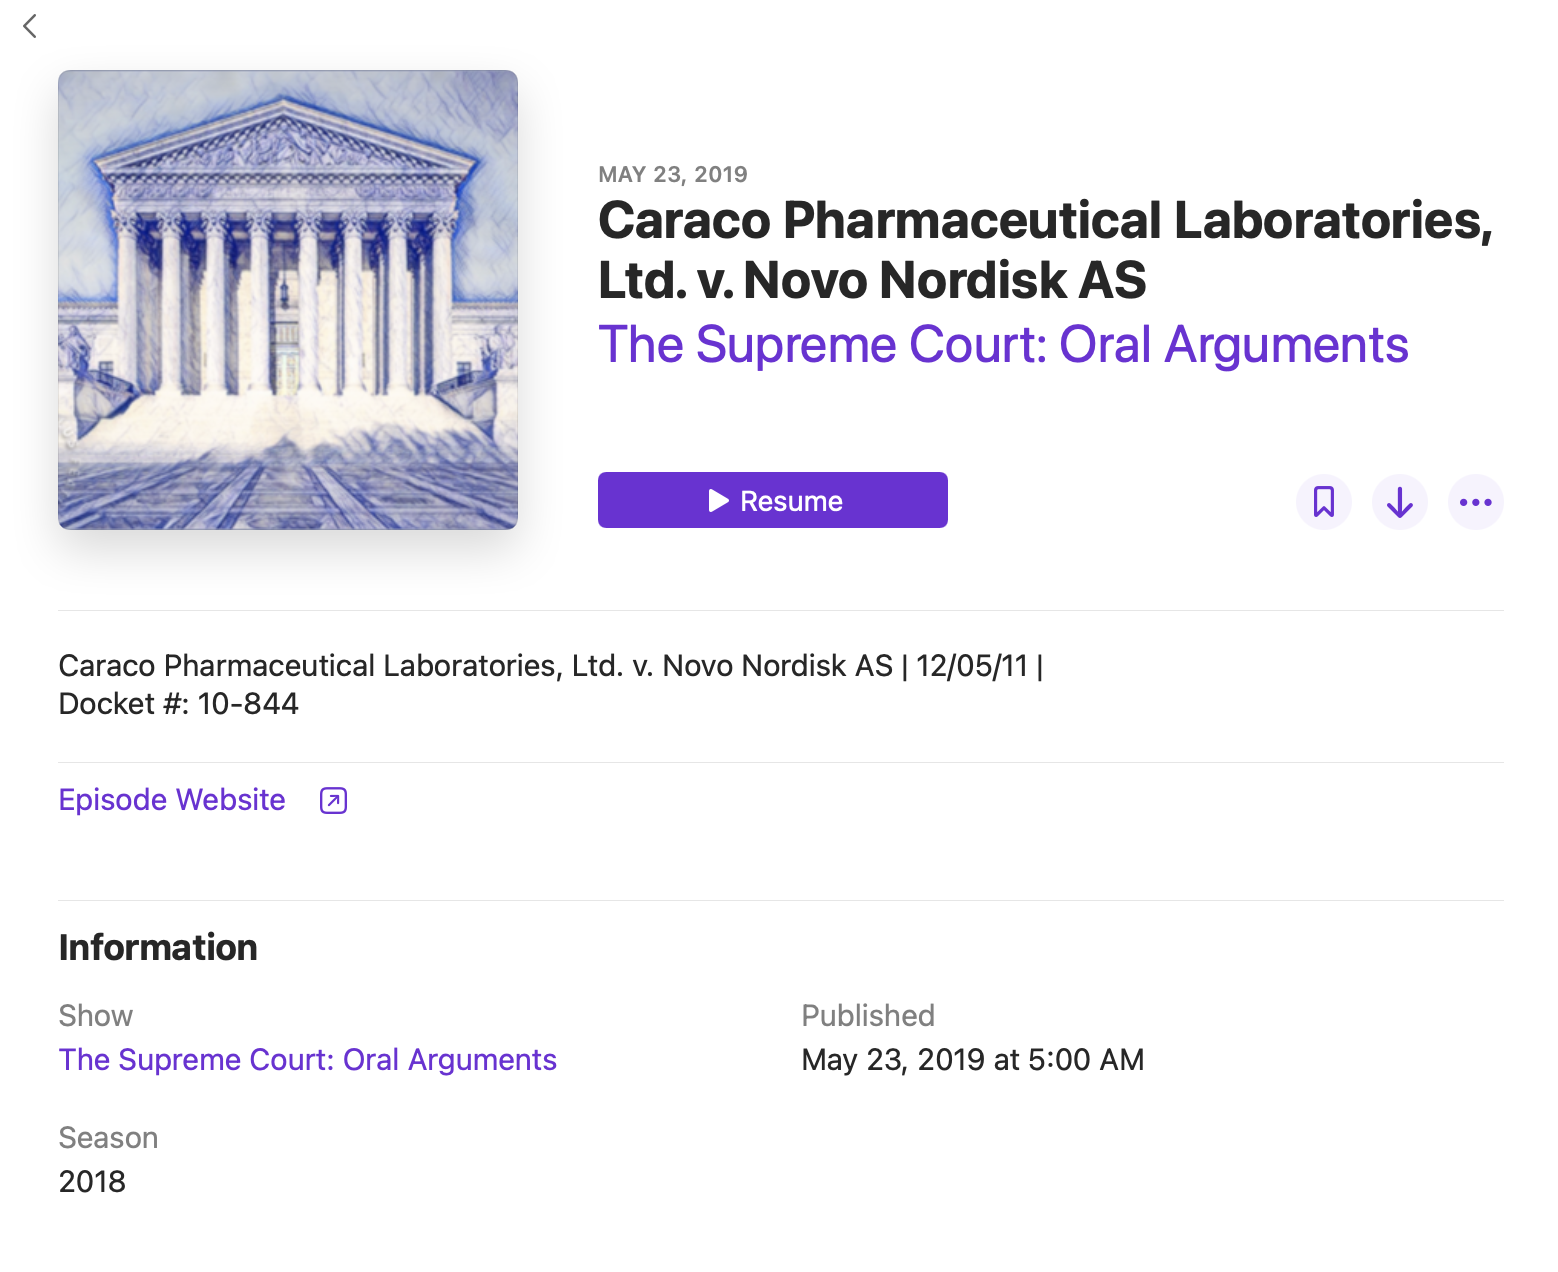 MAY 23, 2019
Caraco Pharmaceutical Laboratories,
Ltd. v. Novo Nordisk AS
The Supreme Court: Oral Arguments
Resume
Caraco Pharmaceutical Laboratories, Ltd. v. Novo Nordisk AS | 12/05/11 |
Docket #: 10-844
Episode Website
Information
Show
The Supreme Court: Oral Arguments
Published
May 23, 2019 at 5:00 AM
Season
2018